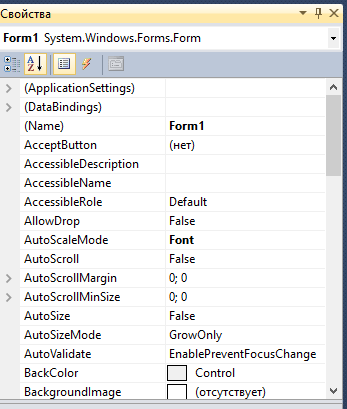 Свойства
Form1 System.Windows.Forms.Form
A Z
(ApplicationSettings)
(DataBindings)
(Name) Form1
AcceptButton (нет)
AccessibleDescription
AccessibleName
AccessibleRole Default
AllowDrop False
AutoScaleMode Font
AutoScroll False
AutoScrollMargin 0; 0
AutoScrollMinSize 0; 0
AutoSize False
AutoSizeMode GrowOnly
AutoValidate EnablePreventFocusChange
BackColor Control
BackgroundImage (отсутствует)